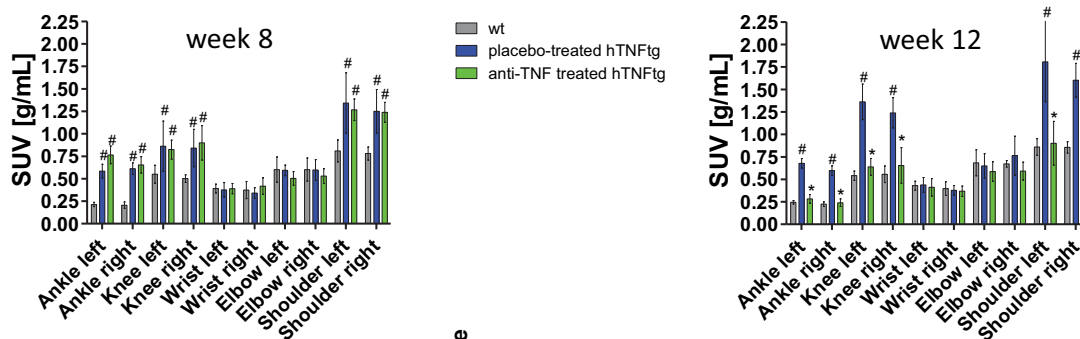 week 8
SUV [g/mL]
2.25
2.00
1.75
1.50
1.25
1.00
0.75
0.50
0.25
0.00
# # # # # # # # # # # #
Ankle left
Ankle right
Knee left
Knee right
Wrist left
Wrist right
Elbow left
Elbow right
Shoulder left
Shoulder right
wt
placebo-treated hTNFtg
anti-TNF treated hTNFtg
e
week 12
SUV [g/mL]
2.25
2.00
1.75
1.50
1.25
1.00
0.75
0.50
0.25
0.00
# * # * # * # * # * #
Ankle left
Ankle right
Knee left
Knee right
Wrist left
Wrist right
Elbow left
Elbow right
Shoulder left
Shoulder right